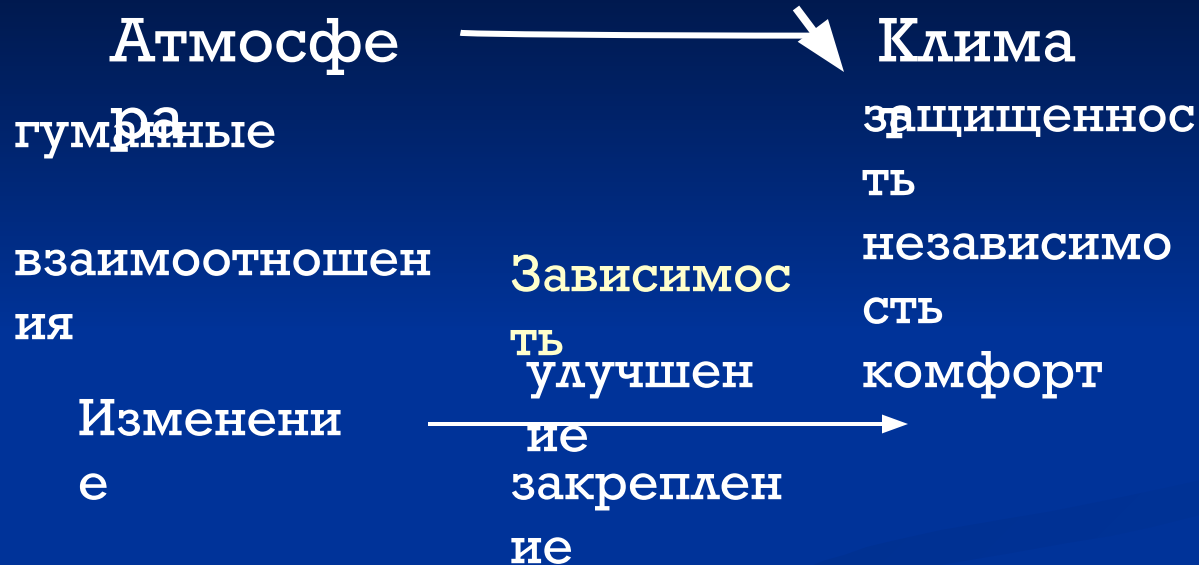 Атмосфе
ра
гуманные
взаимоотношен
ия
Клима
т
защищеннос
ть
независимо
сть
комфорт
Зависимос
ть
улучшен
ие
Изменени
е
закреплен
ие